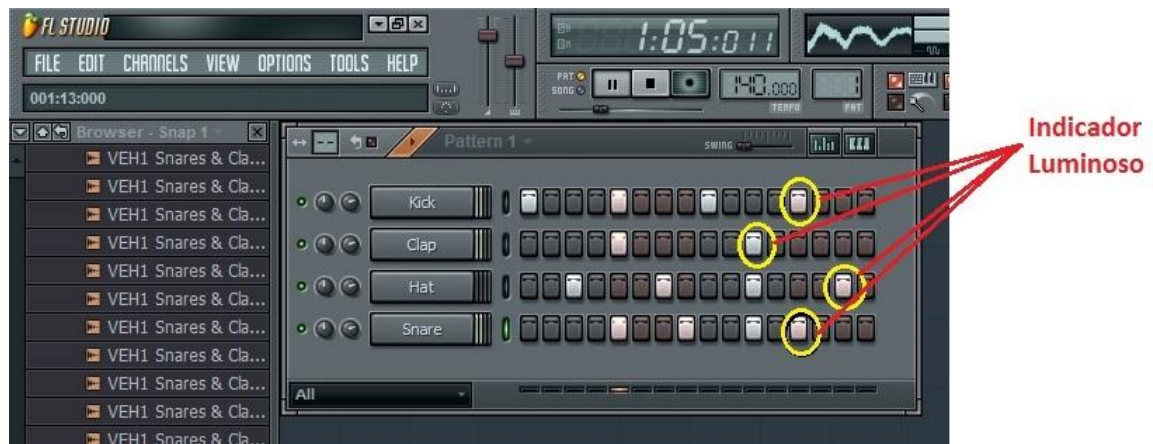 FL STUDIO
FILE EDIT CHANNELS VIEW OPTIONS TOOLS HELP
001:13:000
1:05:011
PAT
SONG
140.000
TEMPO
1
PAT
Browser - Snap 1
Pattern 1
SWING
VEH1 Snares & Cla...
VEH1 Snares & Cla...
VEH1 Snares & Cla...
VEH1 Snares & Cla...
VEH1 Snares & Cla...
VEH1 Snares & Cla...
VEH1 Snares & Cla...
VEH1 Snares & Cla...
VEH1 Snares & Cla...
VEH1 Snares & Cla...
Kick
Clap
Hat
Snare
All
Indicador
Luminoso